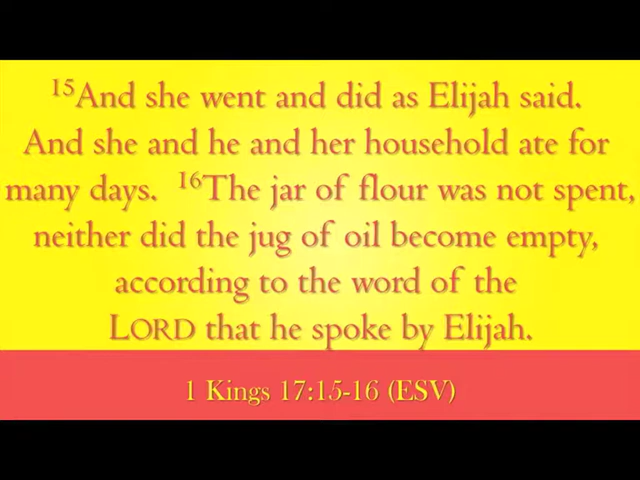 ¹⁵And she went and did as Elijah said.
And she and he and her household ate for
many days. ¹⁶The jar of flour was not spent,
neither did the jug of oil become empty,
according to the word of the
LORD that he spoke by Elijah.
1 Kings 17:15-16 (ESV)